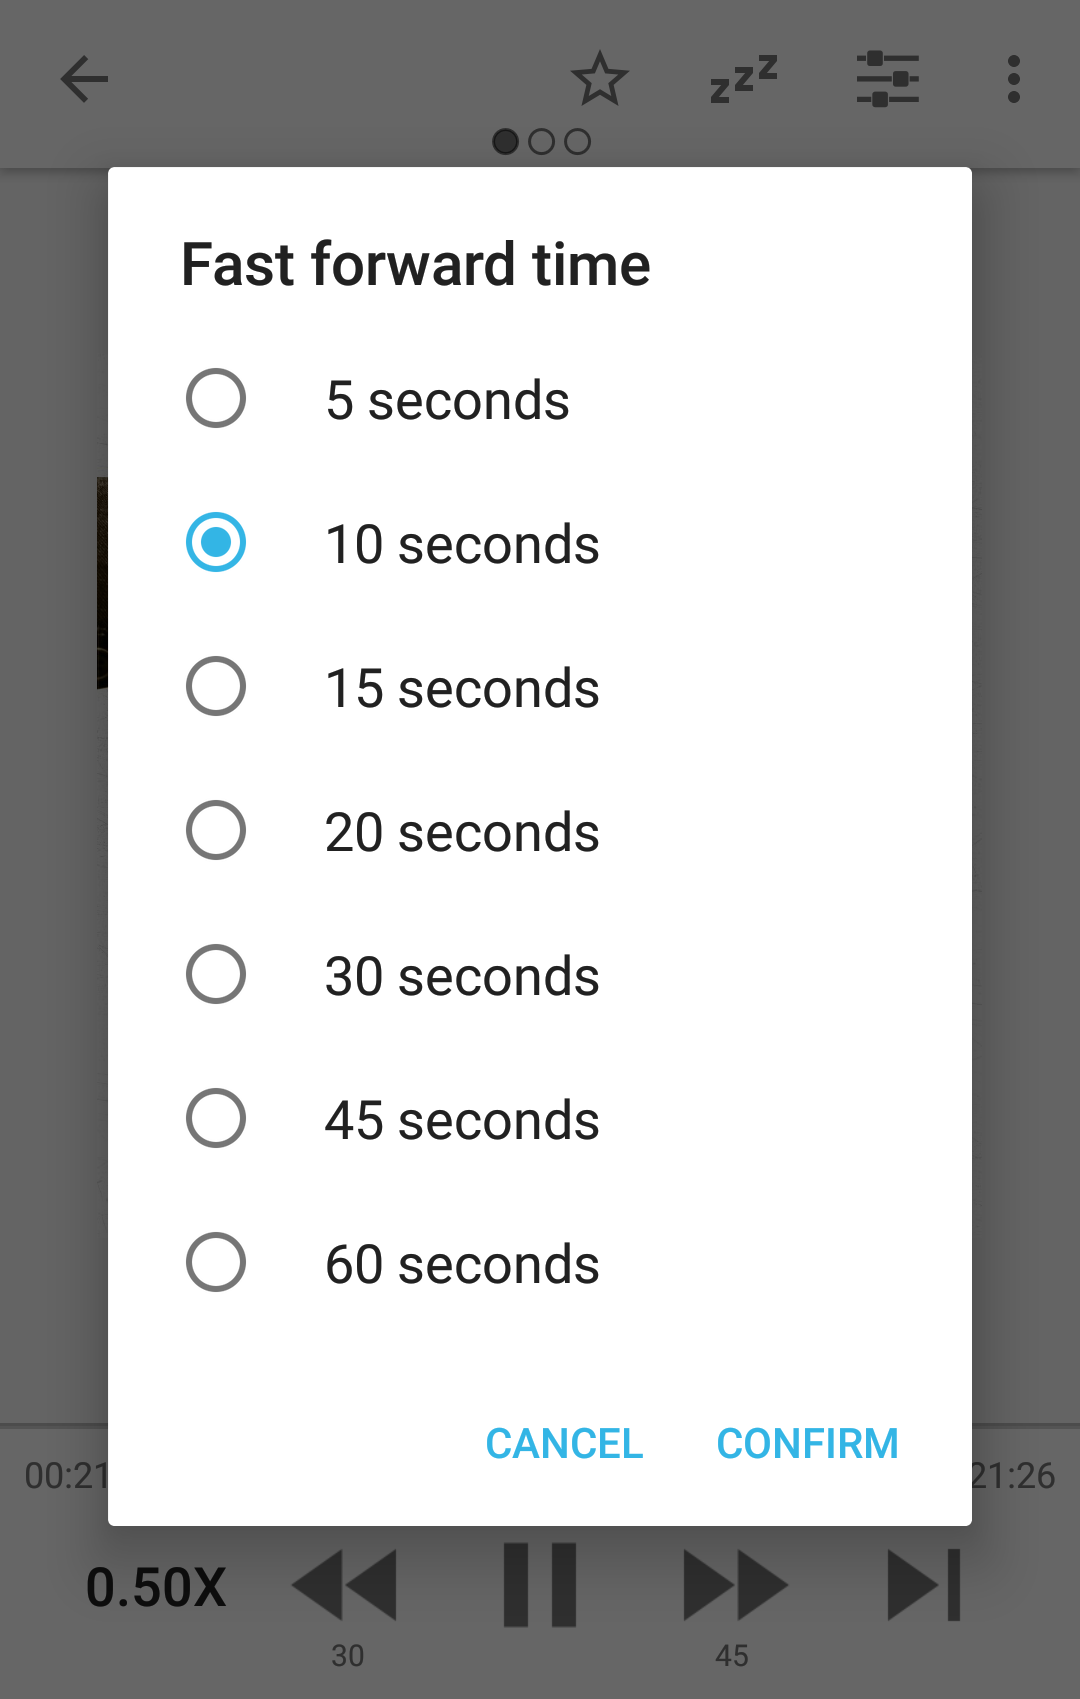 zzz
Fast forward time
5 seconds
10 seconds
15 seconds
20 seconds
30 seconds
45 seconds
60 seconds
CANCEL CONFIRM
00:21 21:26
0.50X
30 45